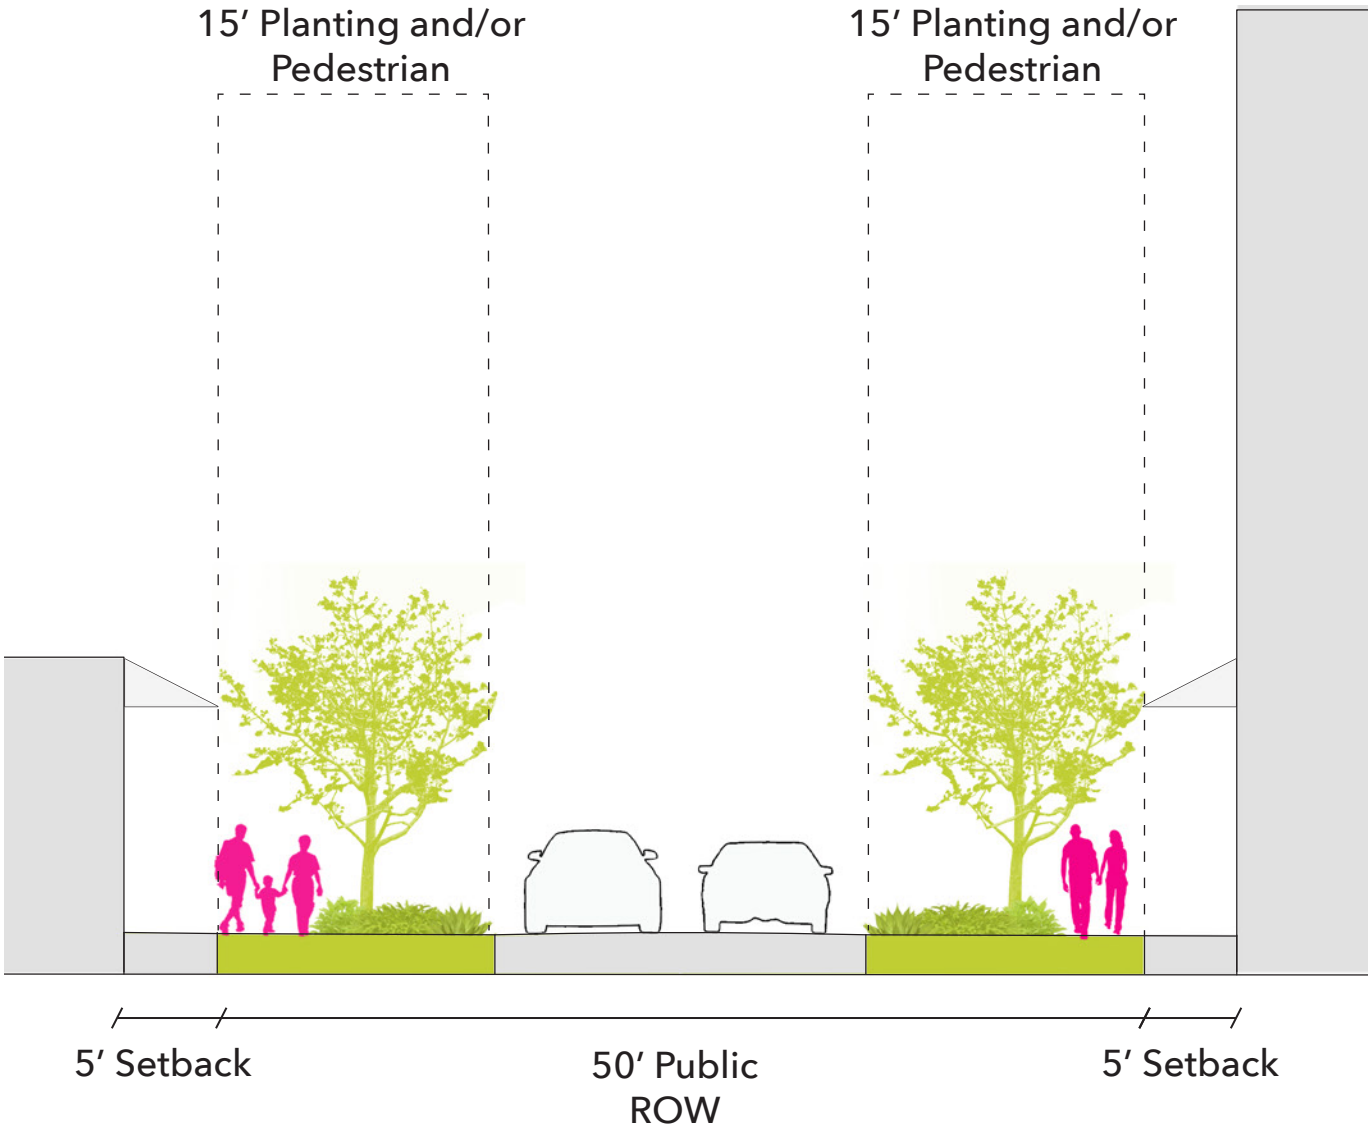 15′ Planting and/or
Pedestrian
15′ Planting and/or
Pedestrian
5′ Setback
50′ Public
ROW
5′ Setback